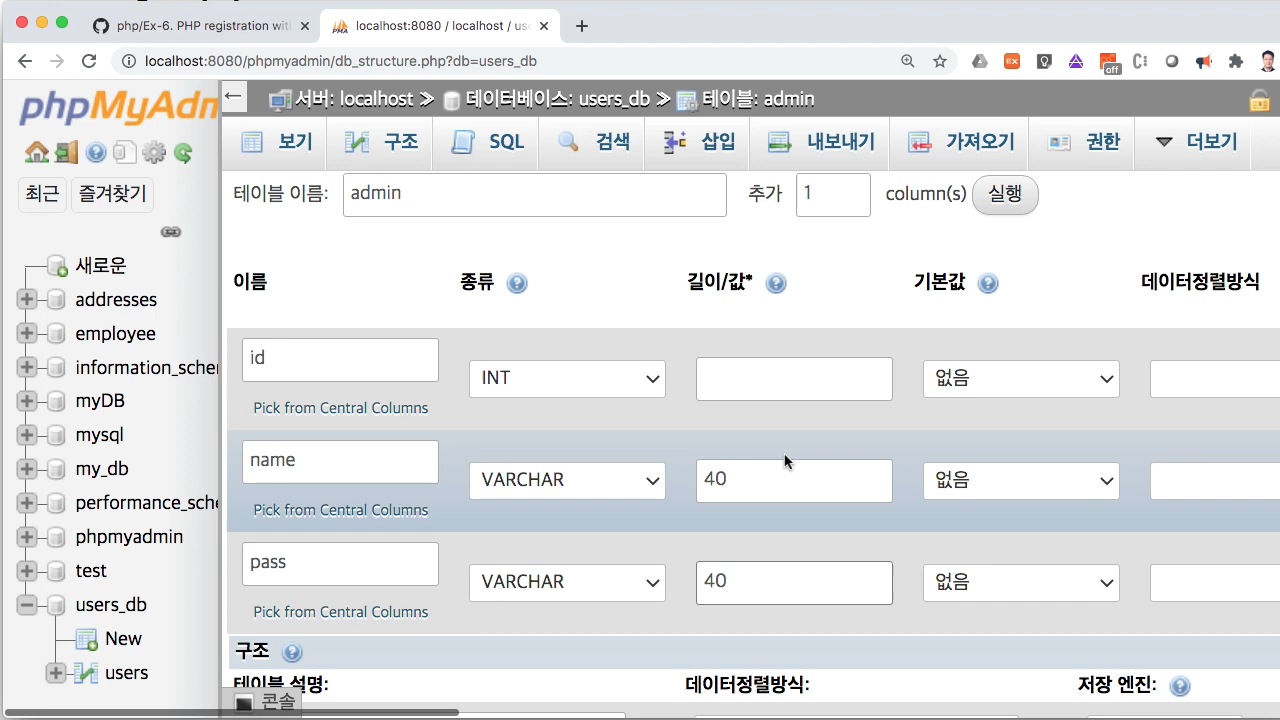 php/Ex-6. PHP registration with
localhost:8080 / localhost / use
localhost:8080/phpmyadmin/db_structure.php?db=users_db
off
phpMyAdm
서버: localhost > 데이터베이스: users_db > 테이블: admin
보기 구조 SQL 검색 삽입 내보내기 가져오기 권한 더보기
최근 즐겨찾기
테이블 이름: admin 추가 1 column(s) 실행
새로운
addresses
employee
information_scher
myDB
mysql
my_db
performance_sche
phpmyadmin
test
users_db
New
users
이름 종류 길이/값* 기본값 데이터정렬방식
id INT 없음
Pick from Central Columns
name VARCHAR 40 없음
Pick from Central Columns
pass VARCHAR 40 없음
Pick from Central Columns
구조
테이블 설명: 데이터정렬방식: 저장 엔진:
콘솔